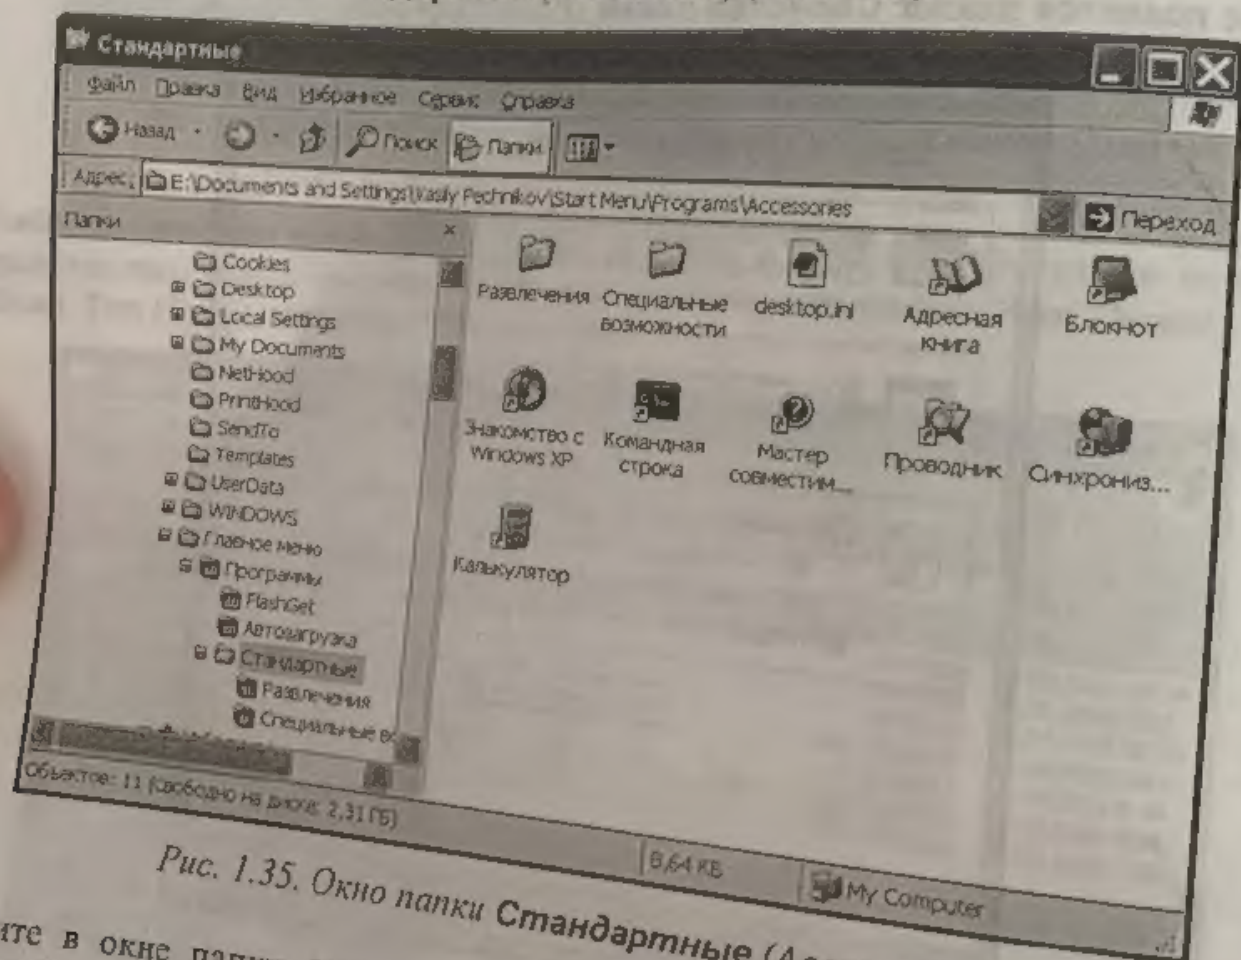 Стандартные
Файл Правка Вид Избранное Сервис Справка
Назад Поиск Папки
Адрес: E:\Documents and Settings\Vasily Pechnikov\Start Menu\Programs\Accessories Переход
Папки ×
Cookies
Desktop
Local Settings
My Documents
NetHood
PrintHood
SendTo
Templates
UserData
WINDOWS
Главное меню
Программы
FlashGet
Автозагрузка
Стандартные
Развлечения
Специальные во
Развлечения
Специальные возможности
desktop.ini
Адресная книга
Блокнот
Знакомство с Windows XP
Командная строка
Мастер совместим...
Проводник
Синхрониз...
Калькулятор
Объектов: 11 (свободно на диске: 2,31 ГБ) 8,64 КБ My Computer
Рис. 1.35. Окно папки Стандартные
в окне